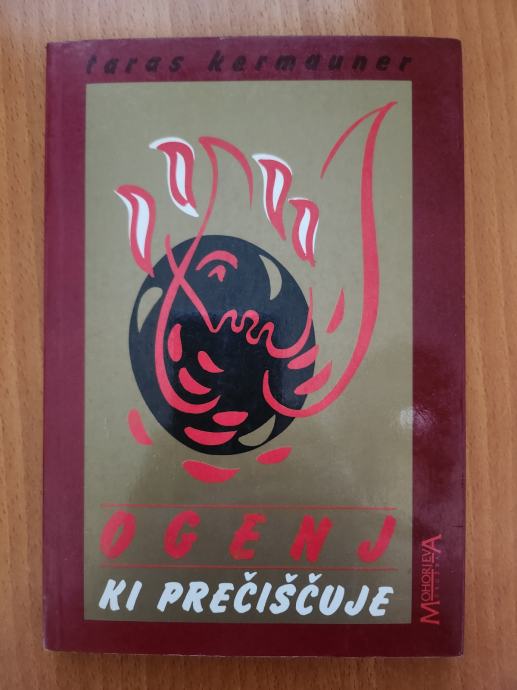 taras kermauner
OGENJ
KI PREČIŠČUJE
MOHORJEVA